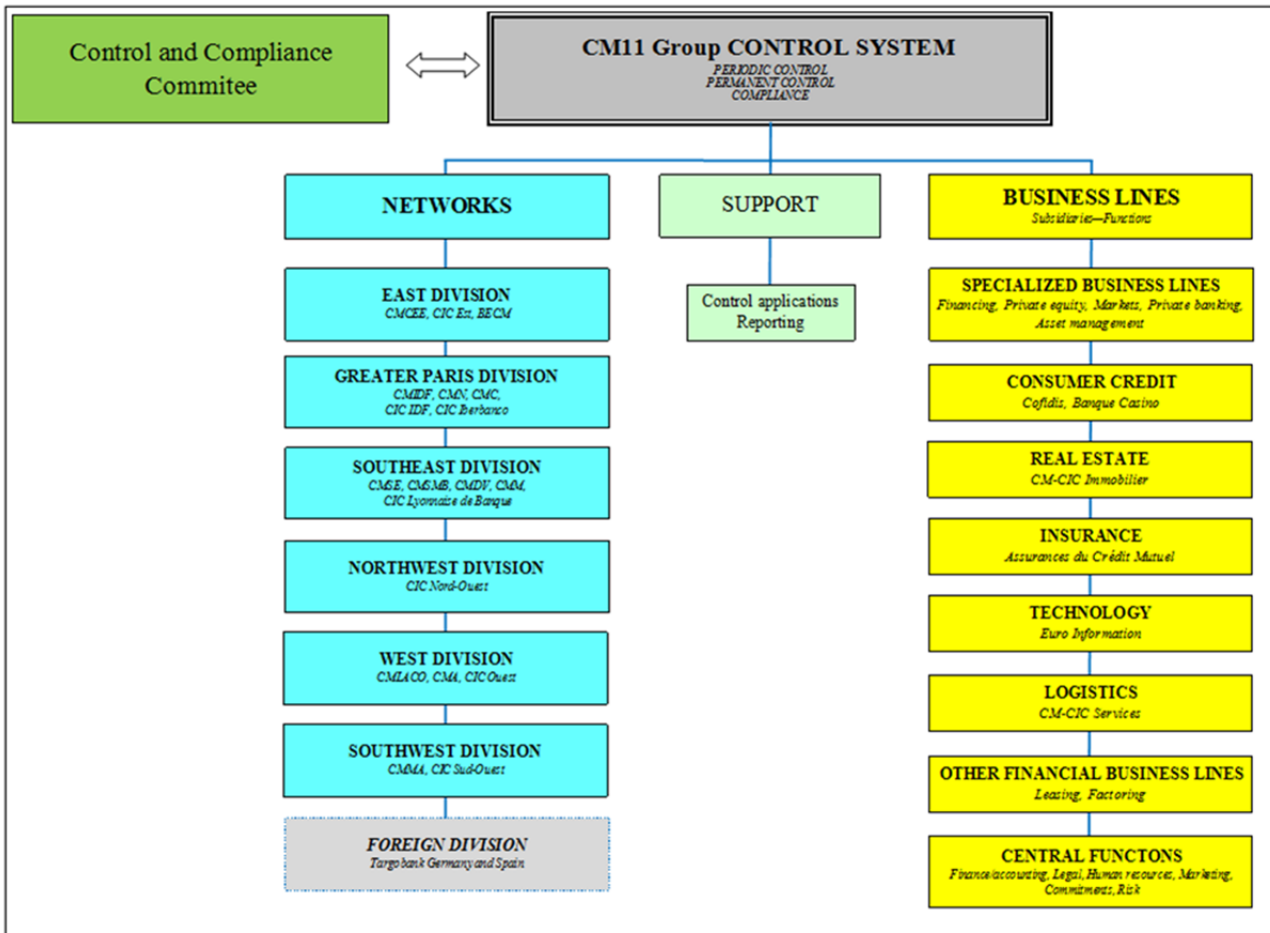 Control and Compliance
Commitee
CM11 Group CONTROL SYSTEM
PERIODIC CONTROL
PERMANENT CONTROL
COMPLIANCE
NETWORKS
EAST DIVISION
CMCEE, CIC Est, BECM
GREATER PARIS DIVISION
CMIDF, CMN, CMC,
CIC IDF, CIC Iberbanco
SOUTHEAST DIVISION
CMSE, CMSMB, CMDV, CMM,
CIC Lyonnaise de Banque
NORTHWEST DIVISION
CIC Nord-Ouest
WEST DIVISION
CMLACO, CMA, CIC Ouest
SOUTHWEST DIVISION
CMMA, CIC Sud-Ouest
FOREIGN DIVISION
Targobank Germany and Spain
SUPPORT
Control applications
Reporting
BUSINESS LINES
Subsidiaries—Functions
SPECIALIZED BUSINESS LINES
Financing, Private equity, Markets, Private banking,
Asset management
CONSUMER CREDIT
Cofidis, Banque Casino
REAL ESTATE
CM-CIC Immobilier
INSURANCE
Assurances du Crédit Mutuel
TECHNOLOGY
Euro Information
LOGISTICS
CM-CIC Services
OTHER FINANCIAL BUSINESS LINES
Leasing, Factoring
CENTRAL FUNCTONS
Finance/accounting, Legal, Human resources, Marketing,
Commitments, Risk